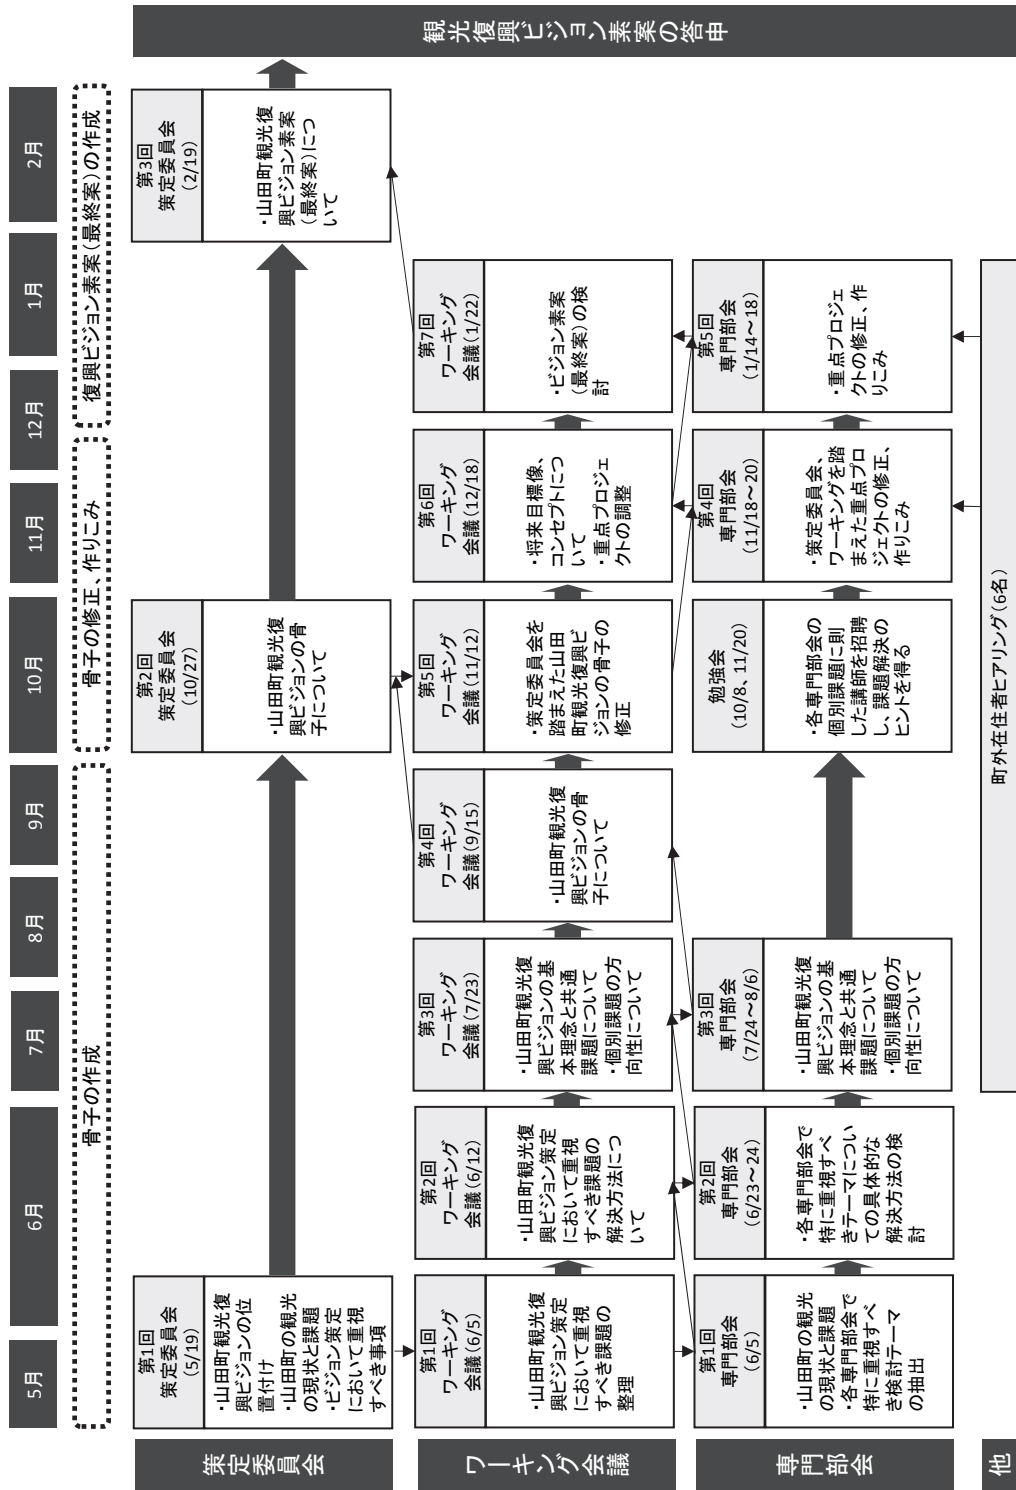 5月
6月
7月
8月
9月
10月
11月
12月
1月
2月
骨子の作成
骨子の修正、作りこみ
復興ビジョン素案(最終案)の作成
策定委員会
第1回
策定委員会
(5/19)
・山田町観光復
興ビジョンの位
置付け
・山田町の観光
の現状と課題
・ビジョン策定
において重視
すべき事項
第2回
策定委員会
(10/27)
・山田町観光復
興ビジョンの骨
子について
第3回
策定委員会
(2/19)
・山田町観光復
興ビジョン素案
(最終案)につ
いて
ワーキング会議
第1回
ワーキング
会議(6/5)
・山田町観光復
興ビジョン策定
において重視
すべき課題の
整理
第2回
ワーキング
会議(6/12)
・山田町観光復
興ビジョン策定
において重視
すべき課題の
解決方法につ
いて
第3回
ワーキング
会議(7/23)
・山田町観光復
興ビジョンの基
本理念と共通
課題について
・個別課題の方
向性について
第4回
ワーキング
会議(9/15)
・山田町観光復
興ビジョンの骨
子について
第5回
ワーキング
会議(11/12)
・策定委員会を
踏まえた山田
町観光復興ビ
ジョンの骨子の
修正
第6回
ワーキング
会議(12/18)
・将来目標像、
コンセプトにつ
いて
・重点プロジェ
クトの調整
第7回
ワーキング
会議(1/22)
・ビジョン素案
(最終案)の検
討
専門部会
第1回
専門部会
(6/5)
・山田町の観光
の現状と課題
・各専門部会で
特に重視すべ
き検討テーマ
の抽出
第2回
専門部会
(6/23~24)
・各専門部会で
特に重視すべ
きテーマについ
ての具体的な
解決方法の検
討
第3回
専門部会
(7/24~8/6)
・山田町観光復
興ビジョンの基
本理念と共通
課題について
・個別課題の方
向性について
勉強会
(10/8、11/20)
・各専門部会の
個別課題に則
した講師を招聘
し、課題解決の
ヒントを得る
第4回
専門部会
(11/18~20)
・策定委員会、
ワーキングを踏
まえた重点プロ
ジェクトの修正、
作りこみ
第5回
専門部会
(1/14~18)
・重点プロジェ
クトの修正、作
りこみ
他
町外在住者ヒアリング(6名)
観光復興ビジョン素案の答申